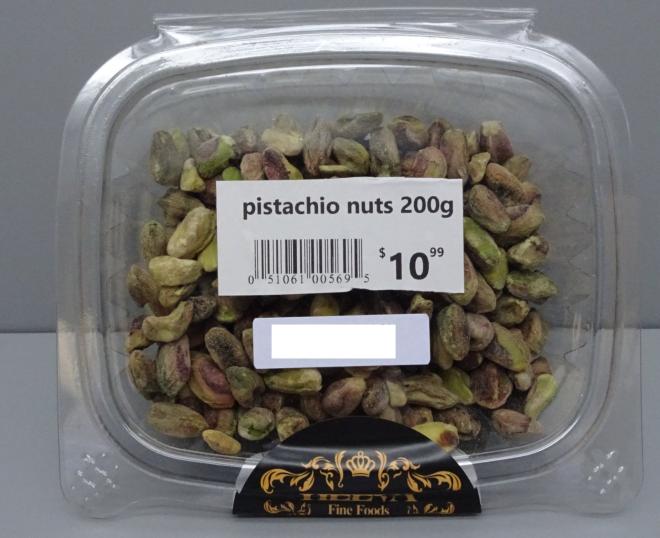 pistachio nuts 200g
$10.99
0 51061 00569 5
Fine Foods